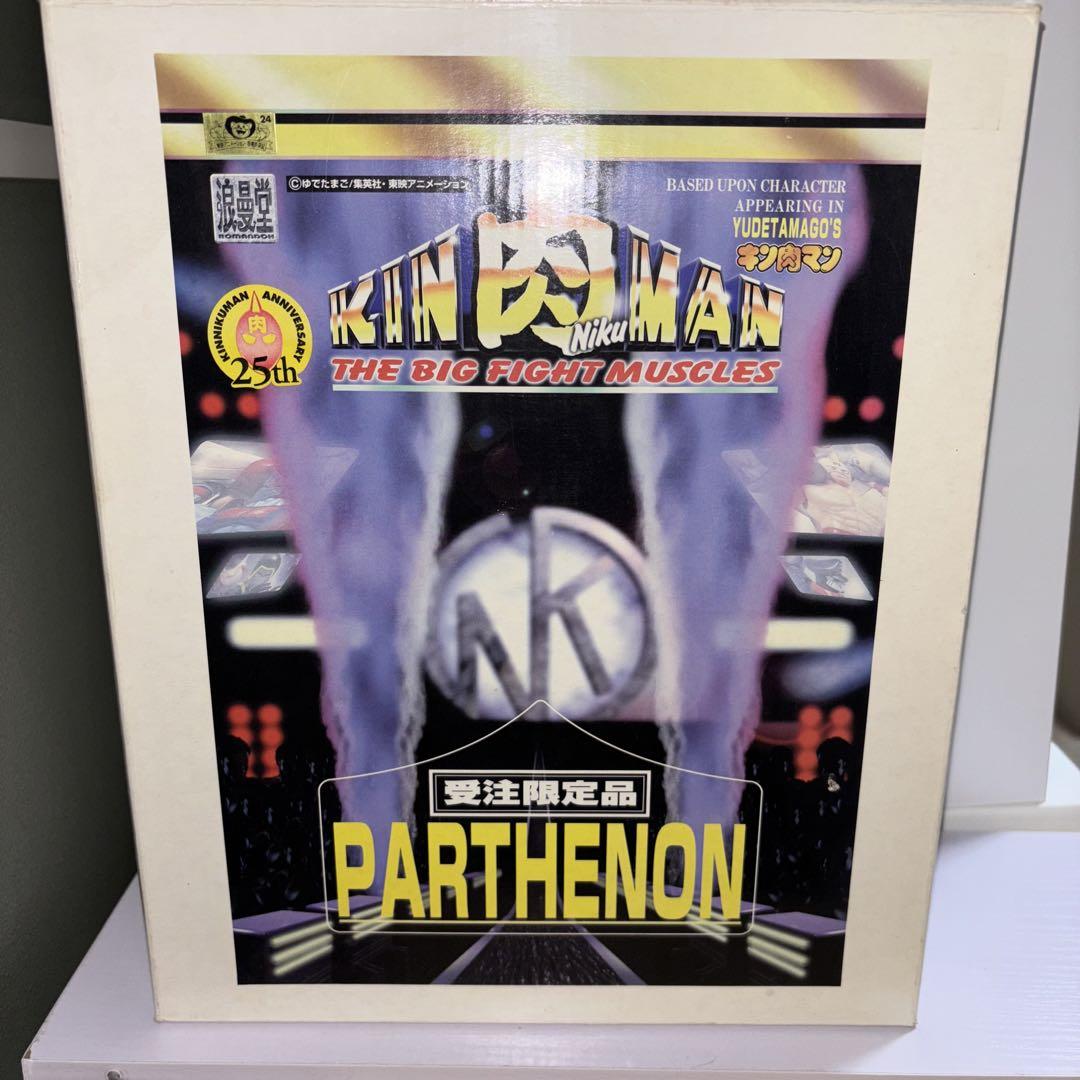 24
浪漫堂
ROMANDOH
©ゆでたまご/集英社・東映アニメーション
BASED UPON CHARACTER
APPEARING IN
YUDETAMAGO'S
キン肉マン
KIN肉MAN
Niku
THE BIG FIGHT MUSCLES
KINNIKUMAN ANNIVERSARY
肉
25th
NK
受注限定品
PARTHENON